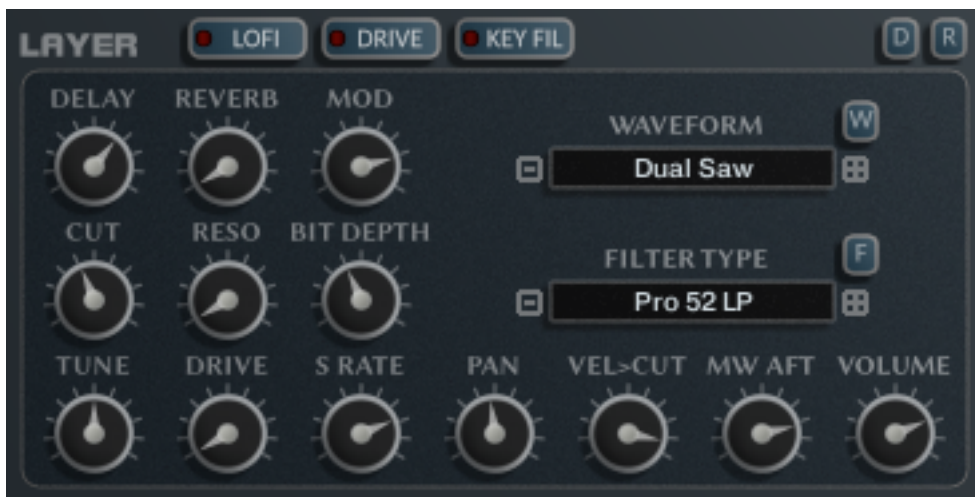 LAYER LOFI DRIVE KEY FIL D R
DELAY REVERB MOD
WAVEFORM W
Dual Saw
CUT RESO BIT DEPTH
FILTER TYPE F
Pro 52 LP
TUNE DRIVE S RATE PAN VEL>CUT MW AFT VOLUME